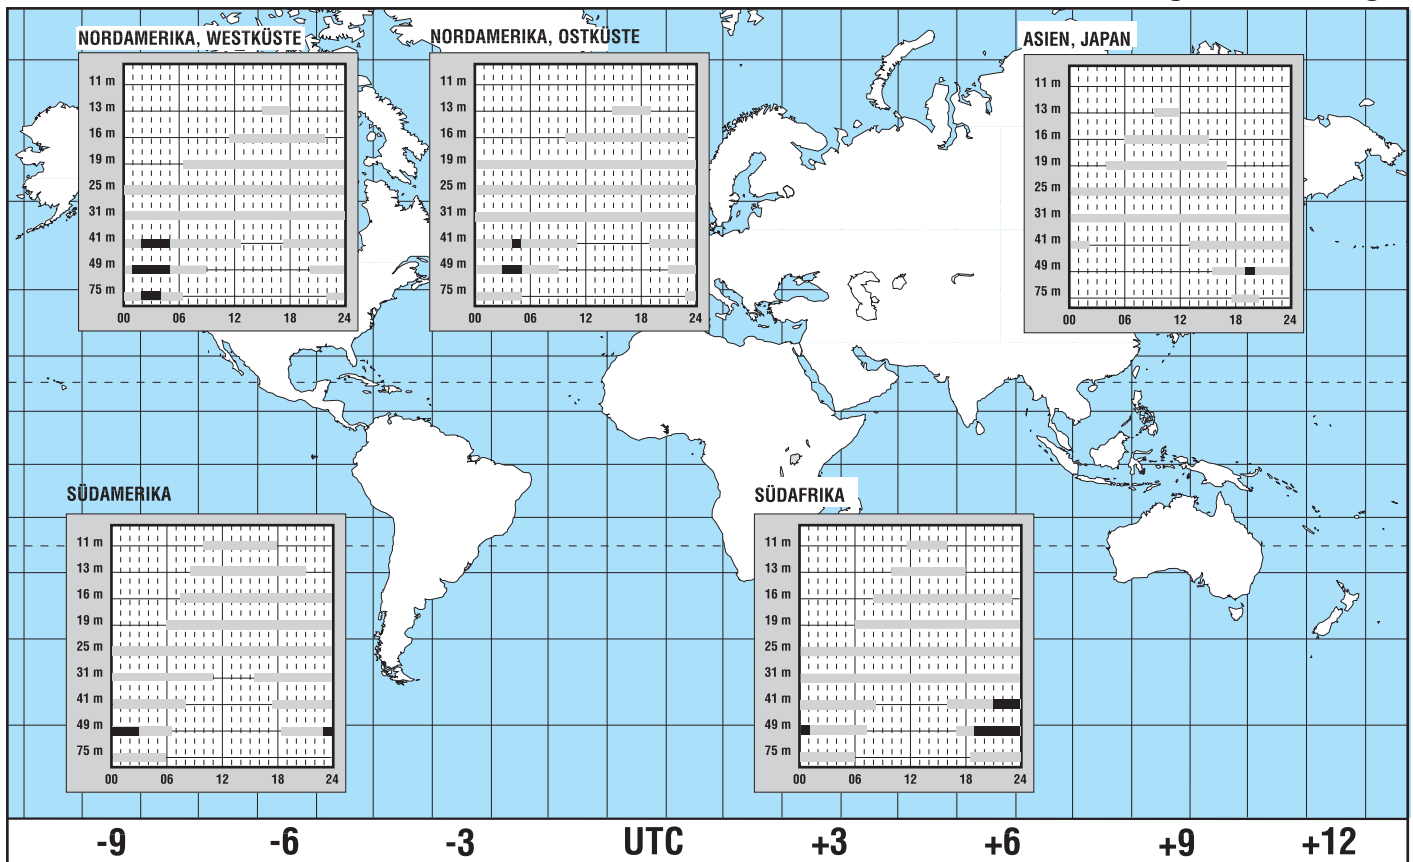 NORDAMERIKA, WESTKÜSTE
11 m
13 m
16 m
19 m
25 m
31 m
41 m
49 m
75 m
00 06 12 18 24
NORDAMERIKA, OSTKÜSTE
11 m
13 m
16 m
19 m
25 m
31 m
41 m
49 m
75 m
00 06 12 18 24
ASIEN, JAPAN
11 m
13 m
16 m
19 m
25 m
31 m
41 m
49 m
75 m
00 06 12 18 24
SÜDAMERIKA
11 m
13 m
16 m
19 m
25 m
31 m
41 m
49 m
75 m
00 06 12 18 24
SÜDAFRIKA
11 m
13 m
16 m
19 m
25 m
31 m
41 m
49 m
75 m
00 06 12 18 24
-9 -6 -3 UTC +3 +6 +9 +12